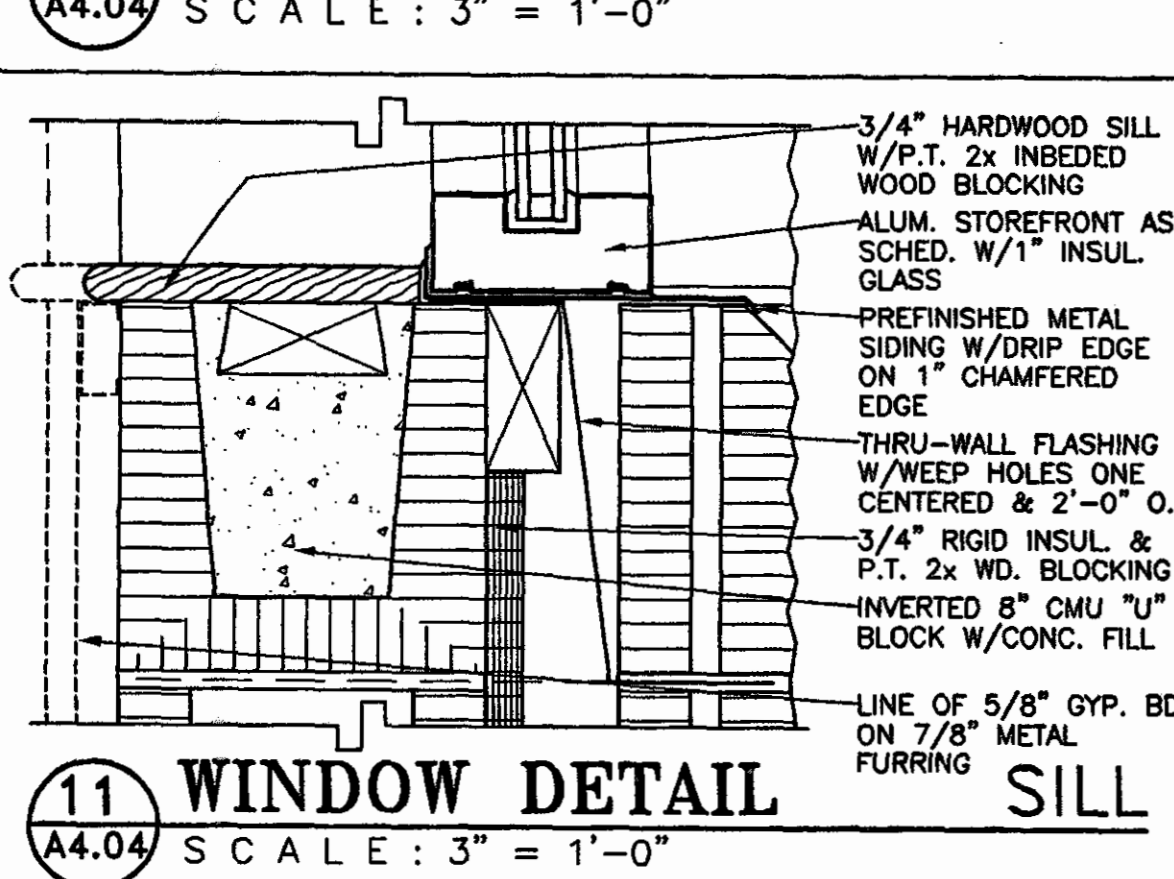 A4.04 SCALE: 3" = 1'-0"
3/4" HARDWOOD SILL
W/P.T. 2x INBEDED
WOOD BLOCKING
ALUM. STOREFRONT AS
SCHED. W/1" INSUL.
GLASS
PREFINISHED METAL
SIDING W/DRIP EDGE
ON 1" CHAMFERED
EDGE
THRU-WALL FLASHING
W/WEEP HOLES ONE
CENTERED & 2'-0" O.
3/4" RIGID INSUL. &
P.T. 2x WD. BLOCKING
INVERTED 8" CMU "U"
BLOCK W/CONC. FILL
LINE OF 5/8" GYP. BD
ON 7/8" METAL
FURRING
11 WINDOW DETAIL SILL
A4.04 SCALE: 3" = 1'-0"